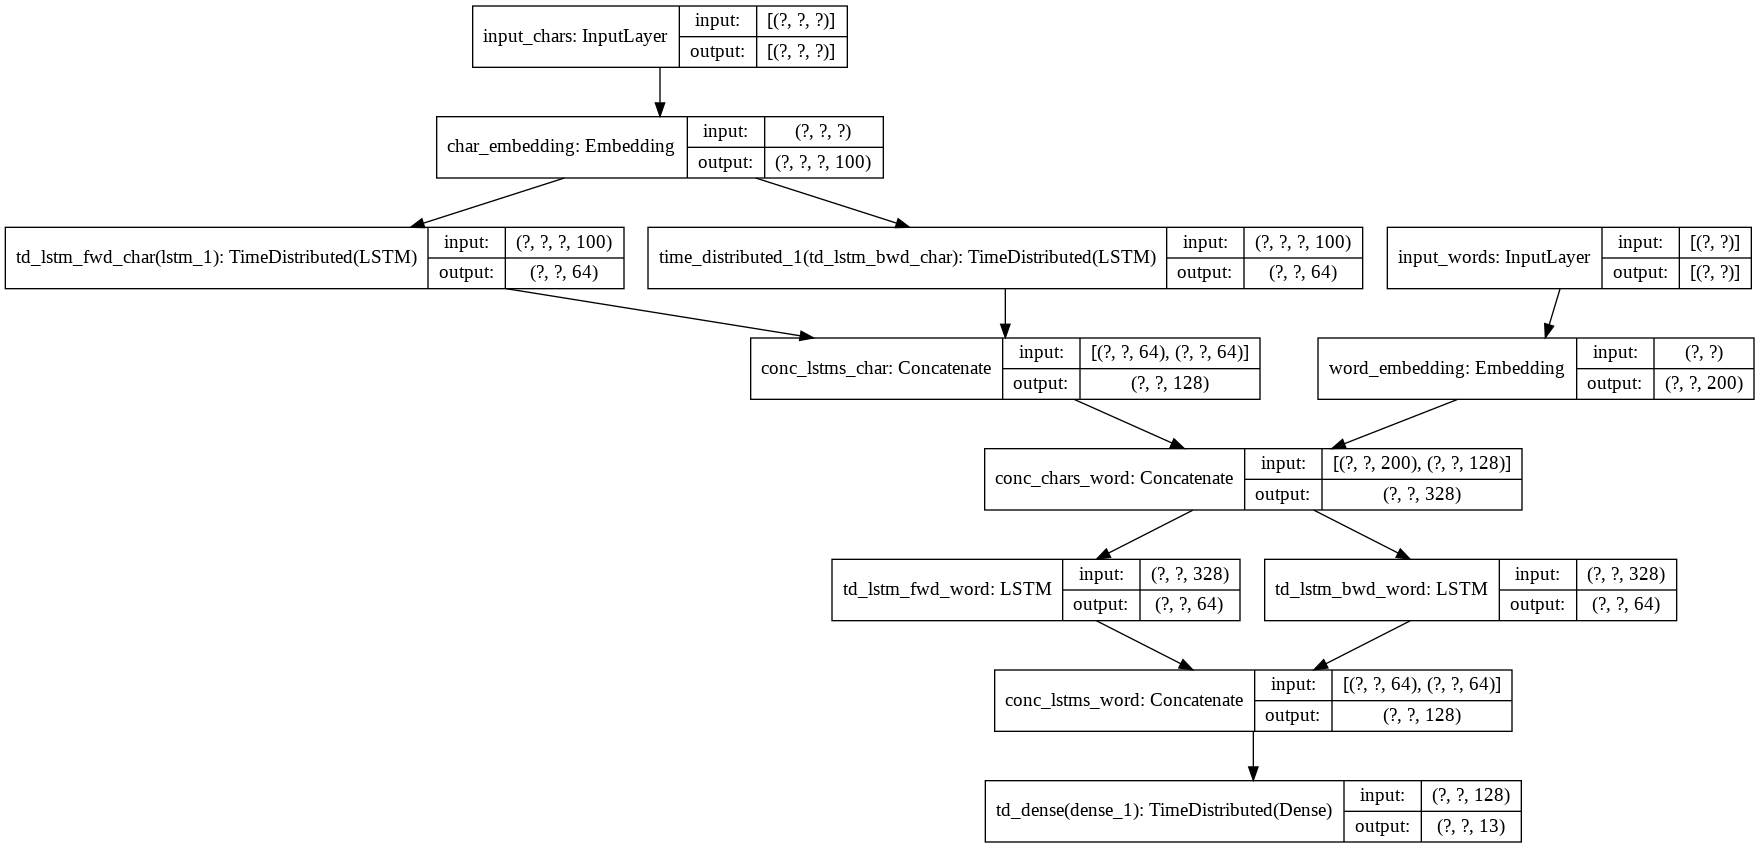 input_chars: InputLayer
input: [(?, ?, ?)]
output: [(?, ?, ?)]
char_embedding: Embedding
input: (?, ?, ?)
output: (?, ?, ?, 100)
td_lstm_fwd_char(lstm_1): TimeDistributed(LSTM)
input: (?, ?, ?, 100)
output: (?, ?, 64)
time_distributed_1(td_lstm_bwd_char): TimeDistributed(LSTM)
input: (?, ?, ?, 100)
output: (?, ?, 64)
input_words: InputLayer
input: [(?, ?)]
output: [(?, ?)]
conc_lstms_char: Concatenate
input: [(?, ?, 64), (?, ?, 64)]
output: (?, ?, 128)
word_embedding: Embedding
input: (?, ?)
output: (?, ?, 200)
conc_chars_word: Concatenate
input: [(?, ?, 200), (?, ?, 128)]
output: (?, ?, 328)
td_lstm_fwd_word: LSTM
input: (?, ?, 328)
output: (?, ?, 64)
td_lstm_bwd_word: LSTM
input: (?, ?, 328)
output: (?, ?, 64)
conc_lstms_word: Concatenate
input: [(?, ?, 64), (?, ?, 64)]
output: (?, ?, 128)
td_dense(dense_1): TimeDistributed(Dense)
input: (?, ?, 128)
output: (?, ?, 13)